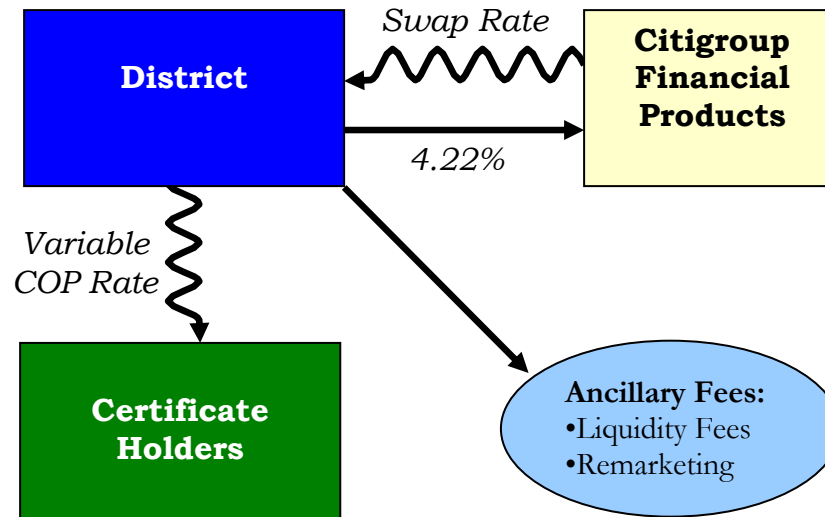 Swap Rate
District
Citigroup
Financial
Products
4.22%
Variable
COP Rate
Certificate
Holders
Ancillary Fees:
•Liquidity Fees
•Remarketing